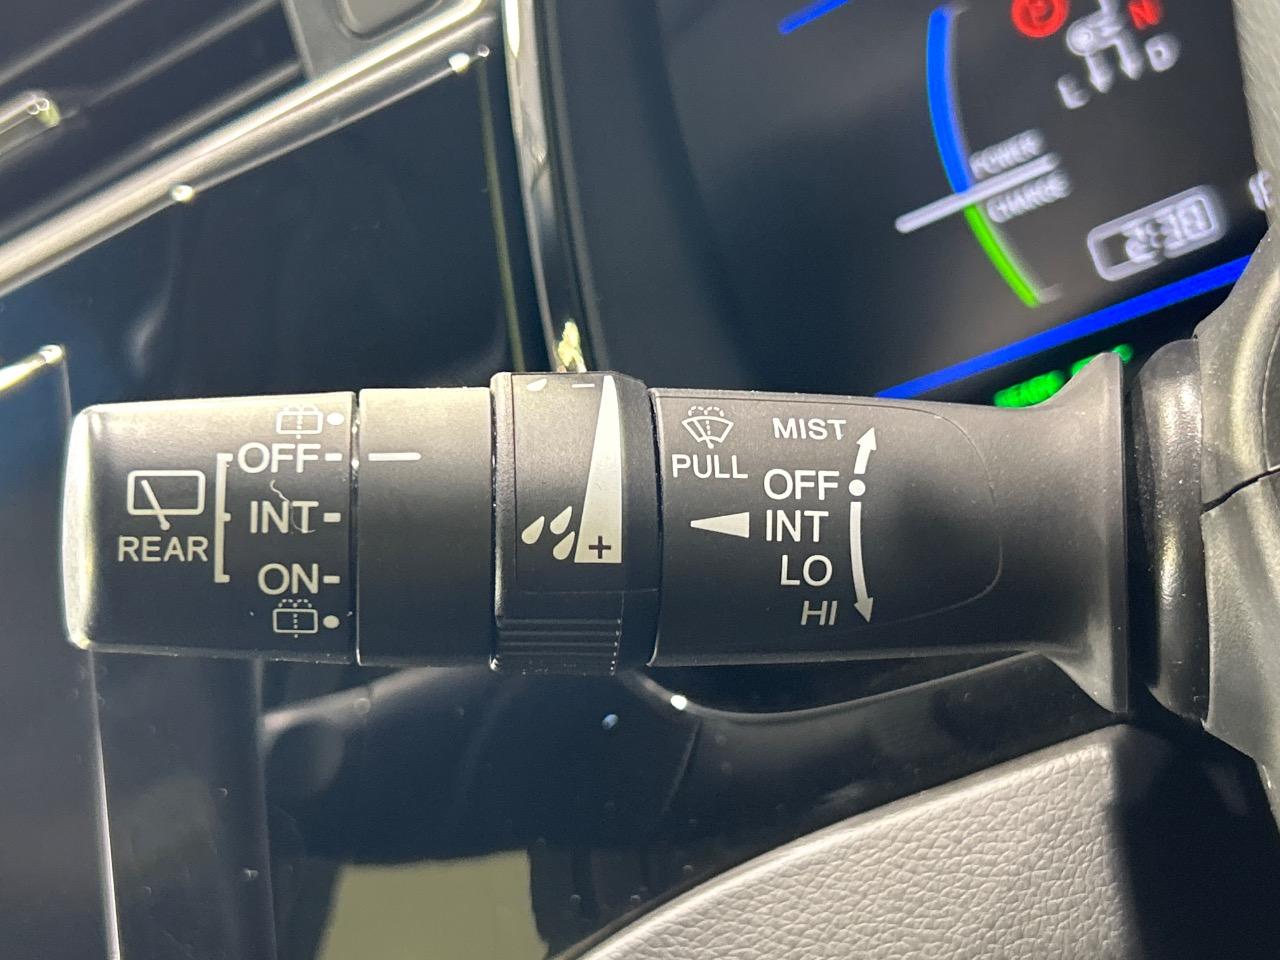 OFF
INT
ON
REAR
+
PULL
MIST
OFF
INT
LO
HI
P
N
D
E
POWER
CHARGE